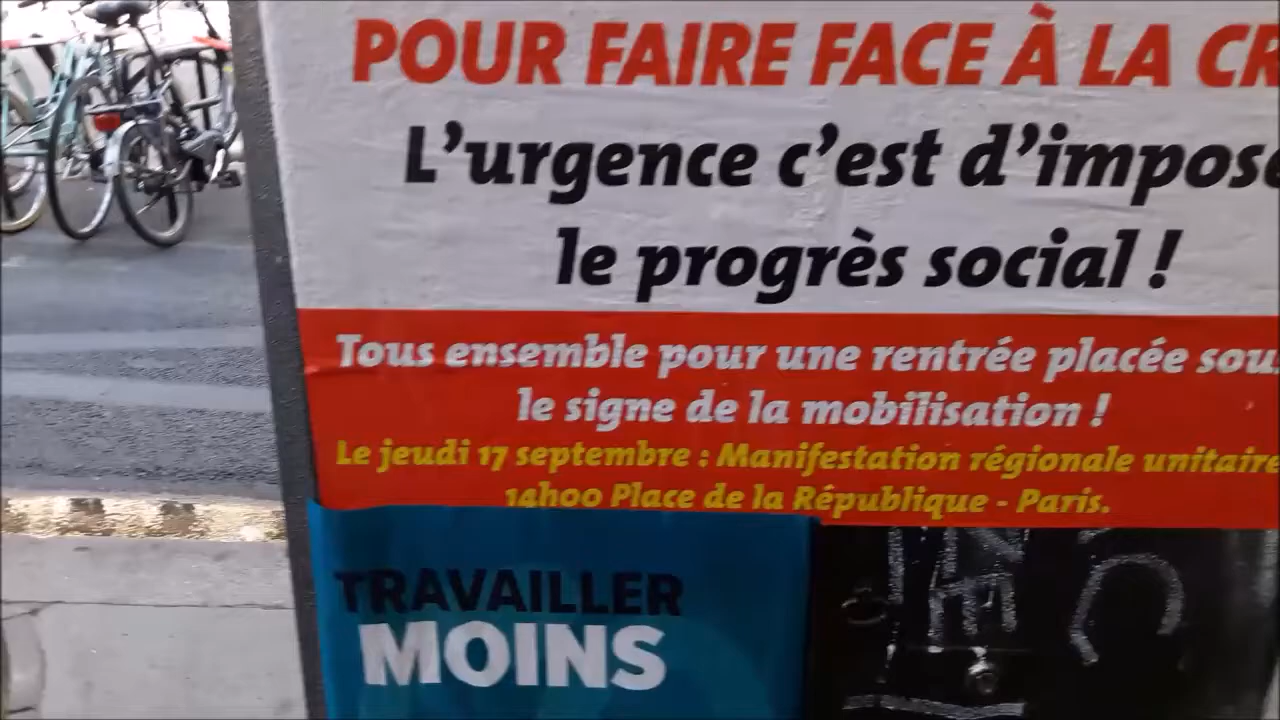 POUR FAIRE FACE À LA CR
L'urgence c'est d'impose
le progrès social !
Tous ensemble pour une rentrée placée sou
le signe de la mobilisation !
Le jeudi 17 septembre : Manifestation régionale unitaire
14h00 Place de la République - Paris.
TRAVAILLER
MOINS